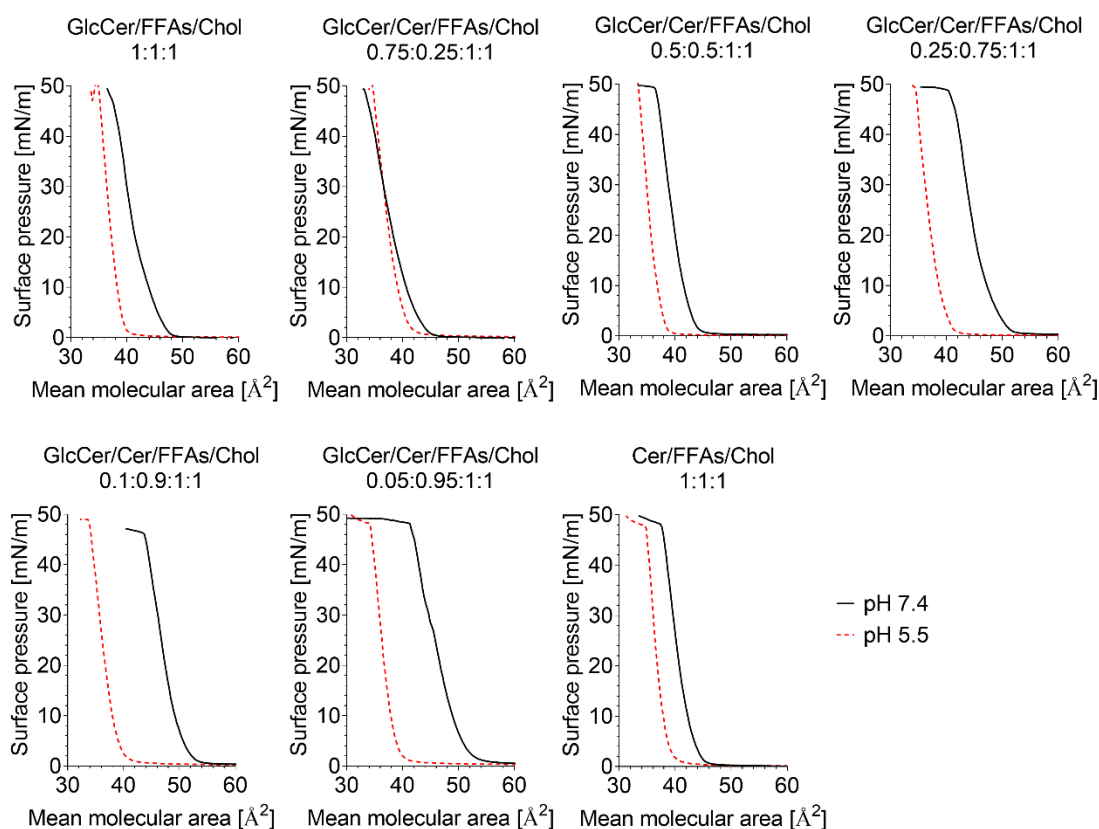 GlcCer/FFAs/Chol
1:1:1
GlcCer/Cer/FFAs/Chol
0.75:0.25:1:1
GlcCer/Cer/FFAs/Chol
0.5:0.5:1:1
GlcCer/Cer/FFAs/Chol
0.25:0.75:1:1
Surface pressure [mN/m]
50
40
30
20
10
0
30 40 50 60
Mean molecular area [Å²]
Surface pressure [mN/m]
50
40
30
20
10
0
30 40 50 60
Mean molecular area [Å²]
Surface pressure [mN/m]
50
40
30
20
10
0
30 40 50 60
Mean molecular area [Å²]
Surface pressure [mN/m]
50
40
30
20
10
0
30 40 50 60
Mean molecular area [Å²]
GlcCer/Cer/FFAs/Chol
0.1:0.9:1:1
GlcCer/Cer/FFAs/Chol
0.05:0.95:1:1
Cer/FFAs/Chol
1:1:1
Surface pressure [mN/m]
50
40
30
20
10
0
30 40 50 60
Mean molecular area [Å²]
Surface pressure [mN/m]
50
40
30
20
10
0
30 40 50 60
Mean molecular area [Å²]
Surface pressure [mN/m]
50
40
30
20
10
0
30 40 50 60
Mean molecular area [Å²]
pH 7.4
pH 5.5